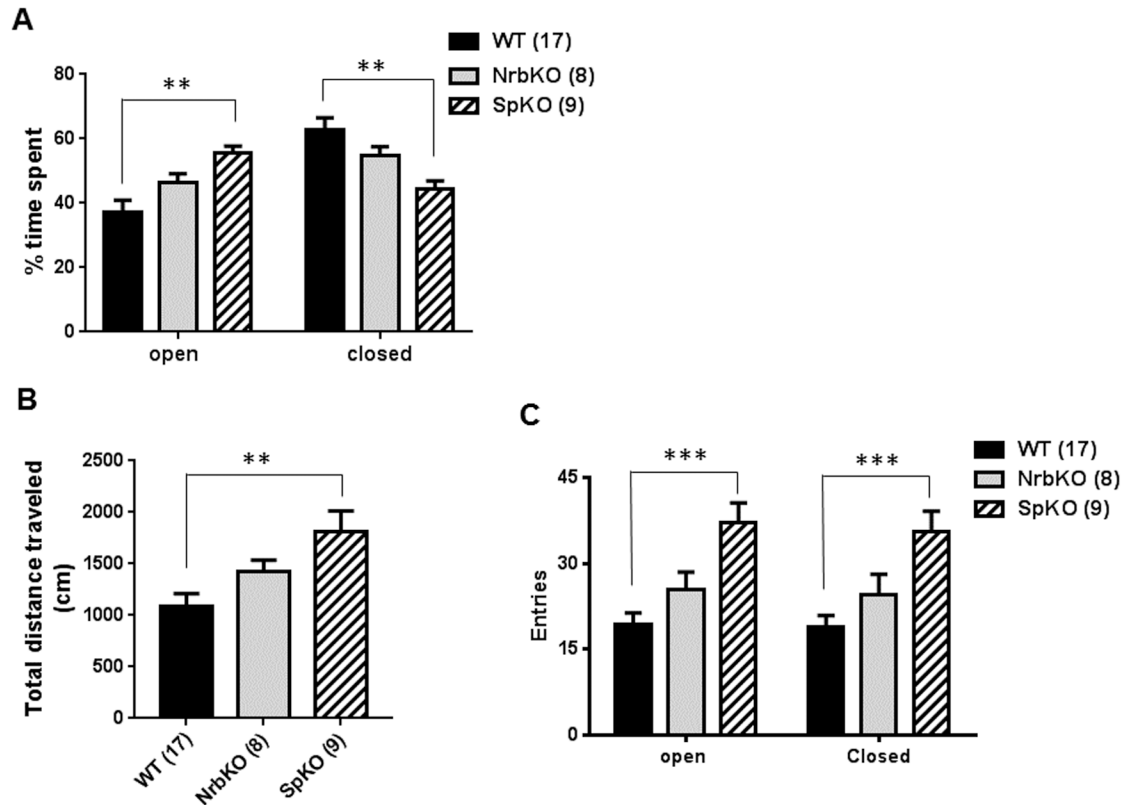 A
WT (17)
NrbKO (8)
SpKO (9)
% time spent
80
60
40
20
0
**
**
open
closed
B
Total distance traveled
(cm)
2500
2000
1500
1000
500
0
**
WT (17)
NrbKO (8)
SpKO (9)
C
WT (17)
NrbKO (8)
SpKO (9)
Entries
45
30
15
0
***
***
open
Closed